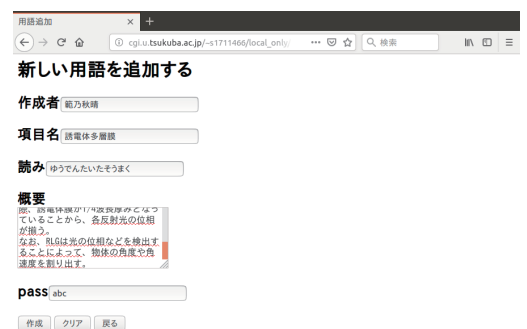 用語追加
cgi.u.tsukuba.ac.jp/~s1711466/local_only/
検索
新しい用語を追加する
作成者 範乃秋晴
項目名 誘電体多層膜
読み ゆうでんたいたそうまく
概要
際、誘電体膜が1/4波長厚みとなっ
ていることから、各反射光の位相
が揃う。
なお、RLGは光の位相などを検出す
ることによって、物体の角度や角
速度を割り出す。
pass abc
作成 クリア 戻る